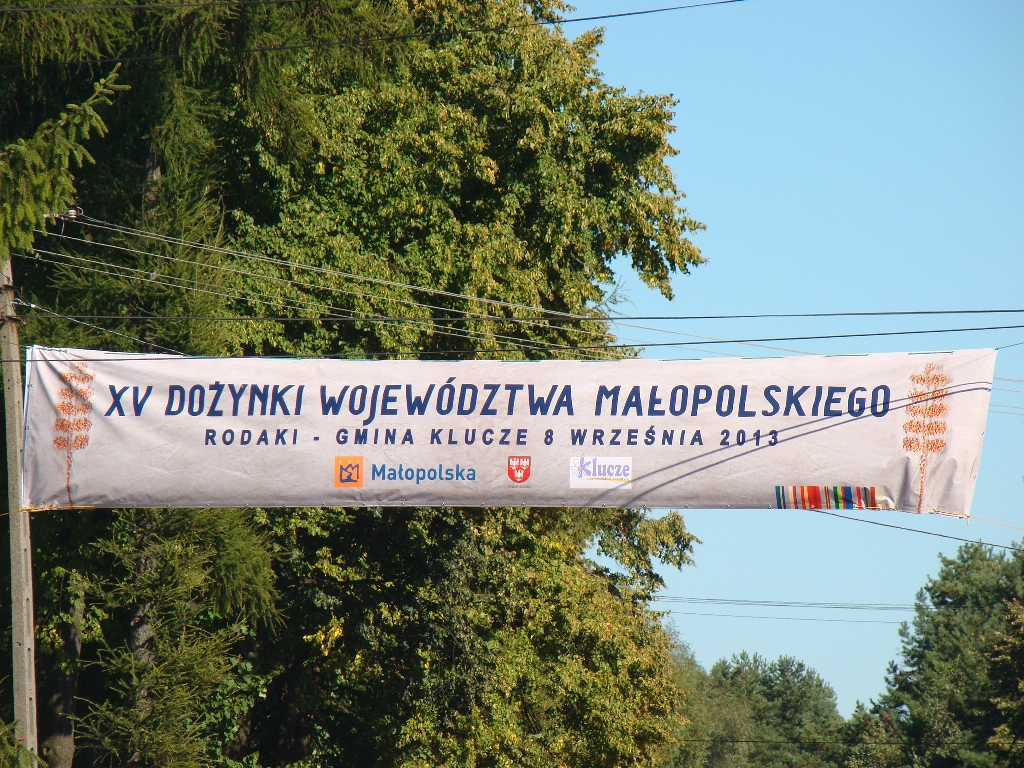 XV DOŻYNKI WOJEWÓDZTWA MAŁOPOLSKIEGO
RODAKI - GMINA KLUCZE 8 WRZEŚNIA 2013
Małopolska
Klucze